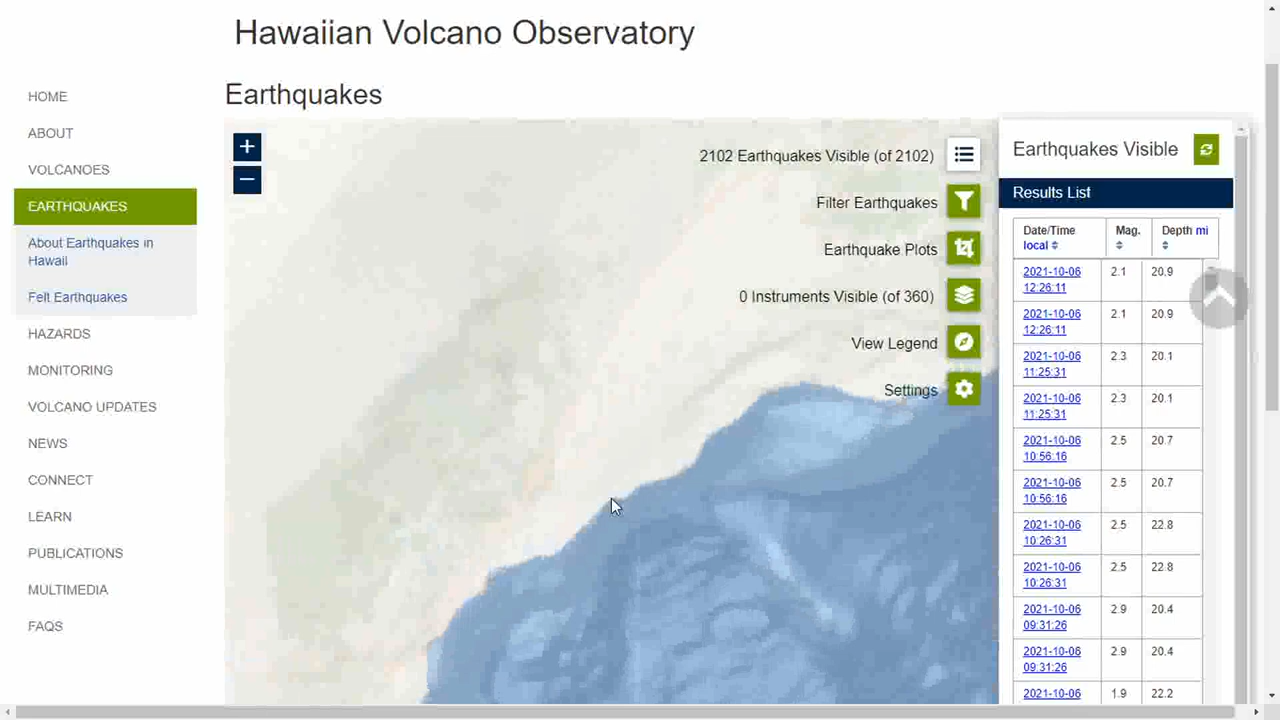 Hawaiian Volcano Observatory
Earthquakes
HOME
ABOUT
VOLCANOES
EARTHQUAKES
About Earthquakes in
Hawaii
Felt Earthquakes
HAZARDS
MONITORING
VOLCANO UPDATES
NEWS
CONNECT
LEARN
PUBLICATIONS
MULTIMEDIA
FAQS
2102 Earthquakes Visible (of 2102)
Filter Earthquakes
Earthquake Plots
0 Instruments Visible (of 360)
View Legend
Settings
Earthquakes Visible
Results List
Date/Time local Mag. Depth mi
2021-10-06 12:26:11 2.1 20.9
2021-10-06 12:26:11 2.1 20.9
2021-10-06 11:25:31 2.3 20.1
2021-10-06 11:25:31 2.3 20.1
2021-10-06 10:56:16 2.5 20.7
2021-10-06 10:56:16 2.5 20.7
2021-10-06 10:26:31 2.5 22.8
2021-10-06 10:26:31 2.5 22.8
2021-10-06 09:31:26 2.9 20.4
2021-10-06 09:31:26 2.9 20.4
2021-10-06 1.9 22.2